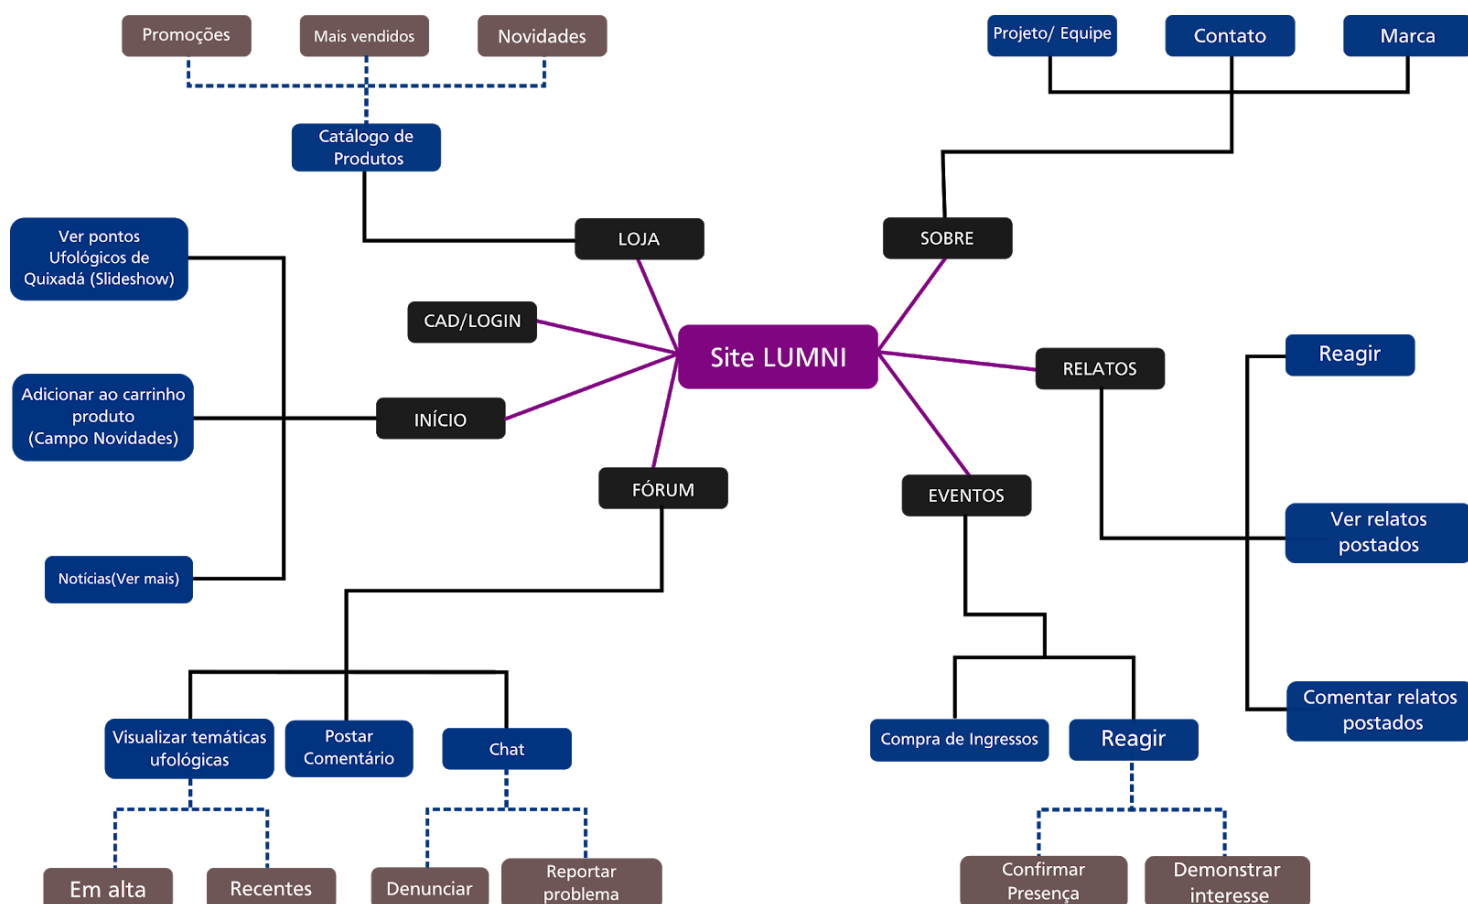 Promoções
Mais vendidos
Novidades
Projeto/ Equipe
Contato
Marca
Catálogo de
Produtos
Ver pontos
Ufológicos de
Quixadá (Slideshow)
LOJA
SOBRE
CAD/LOGIN
Site LUMNI
RELATOS
Reagir
Adicionar ao carrinho
produto
(Campo Novidades)
INÍCIO
FÓRUM
EVENTOS
Ver relatos
postados
Notícias(Ver mais)
Comentar relatos
postados
Visualizar temáticas
ufológicas
Postar
Comentário
Chat
Compra de Ingressos
Reagir
Em alta
Recentes
Denunciar
Reportar
problema
Confirmar
Presença
Demonstrar
interesse